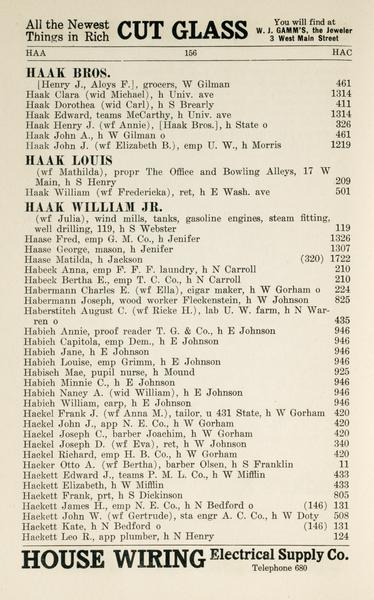 All the Newest
Things in Rich
CUT GLASS
You will find at
W. J. GAMM'S, the Jeweler
3 West Main Street
HAA 156 HAC
HAAK BROS.
[Henry J., Aloys F.], grocers, W Gilman 461
Haak Clara (wid Michael), h Univ. ave 1314
Haak Dorothea (wid Carl), h S Brearly 411
Haak Edward, teams McCarthy, h Univ. ave 1314
Haak Henry J. (wf Annie), [Haak Bros.], h State o 326
Haak John A., h W Gilman o 461
Haak John J. (wf Elizabeth B.), emp U. W., h Morris 1219
HAAK LOUIS
(wf Mathilda), propr The Office and Bowling Alleys, 17 W
Main, h S Henry 209
Haak William (wf Fredericka), ret, h E Wash. ave 501
HAAK WILLIAM JR.
(wf Julia), wind mills, tanks, gasoline engines, steam fitting,
well drilling, 119, h S Webster 119
Haase Fred, emp G. M. Co., h Jenifer 1326
Haase George, mason, h Jenifer 1307
Haase Matilda, h Jackson (320) 1722
Habeck Anna, emp F. F. F. laundry, h N Carroll 210
Habeck Bertha E., emp T. C. Co., h N Carroll 210
Habermann Charles E. (wf Ella), cigar maker, h W Gorham o 224
Habermann Joseph, wood worker Fleckenstein, h W Johnson 825
Haberstich August C. (wf Ricke H.), lab U. W. farm, h N War-
ren o 435
Habich Annie, proof reader T. G. & Co., h E Johnson 946
Habich Capitola, emp Dem., h E Johnson 946
Habich Jane, h E Johnson 946
Habich Louise, emp Grimm, h E Johnson 946
Habisch Mae, pupil nurse, h Mound 925
Habich Minnie C., h E Johnson 946
Habich Nancy A. (wid William), h E Johnson 946
Habich William, carp, h E Johnson 946
Hackel Frank J. (wf Anna M.), tailor, u 431 State, h W Gorham 420
Hackel John J., app N. E. Co., h W Gorham 420
Hackel Joseph C., barber Joachim, h W Gorham 420
Hackel Joseph D. (wf Eva), ret, h W Johnson 340
Hackel Richard, emp H. B. Co., h W Gorham 420
Hacker Otto A. (wf Bertha), barber Olsen, h S Franklin 11
Hackett Edward J., teams P. M. L. Co., h W Mifflin 433
Hackett Elizabeth, h W Mifflin 433
Hackett Frank, prt, h S Dickinson 805
Hackett James H., emp N. E. Co., h N Bedford o (146) 131
Hackett John W. (wf Gertrude), sta engr A. C. Co., h W Doty 508
Hackett Kate, h N Bedford o (146) 131
Hackett Leo R., app plumber, h N Henry 124
HOUSE WIRING Electrical Supply Co.
Telephone 680